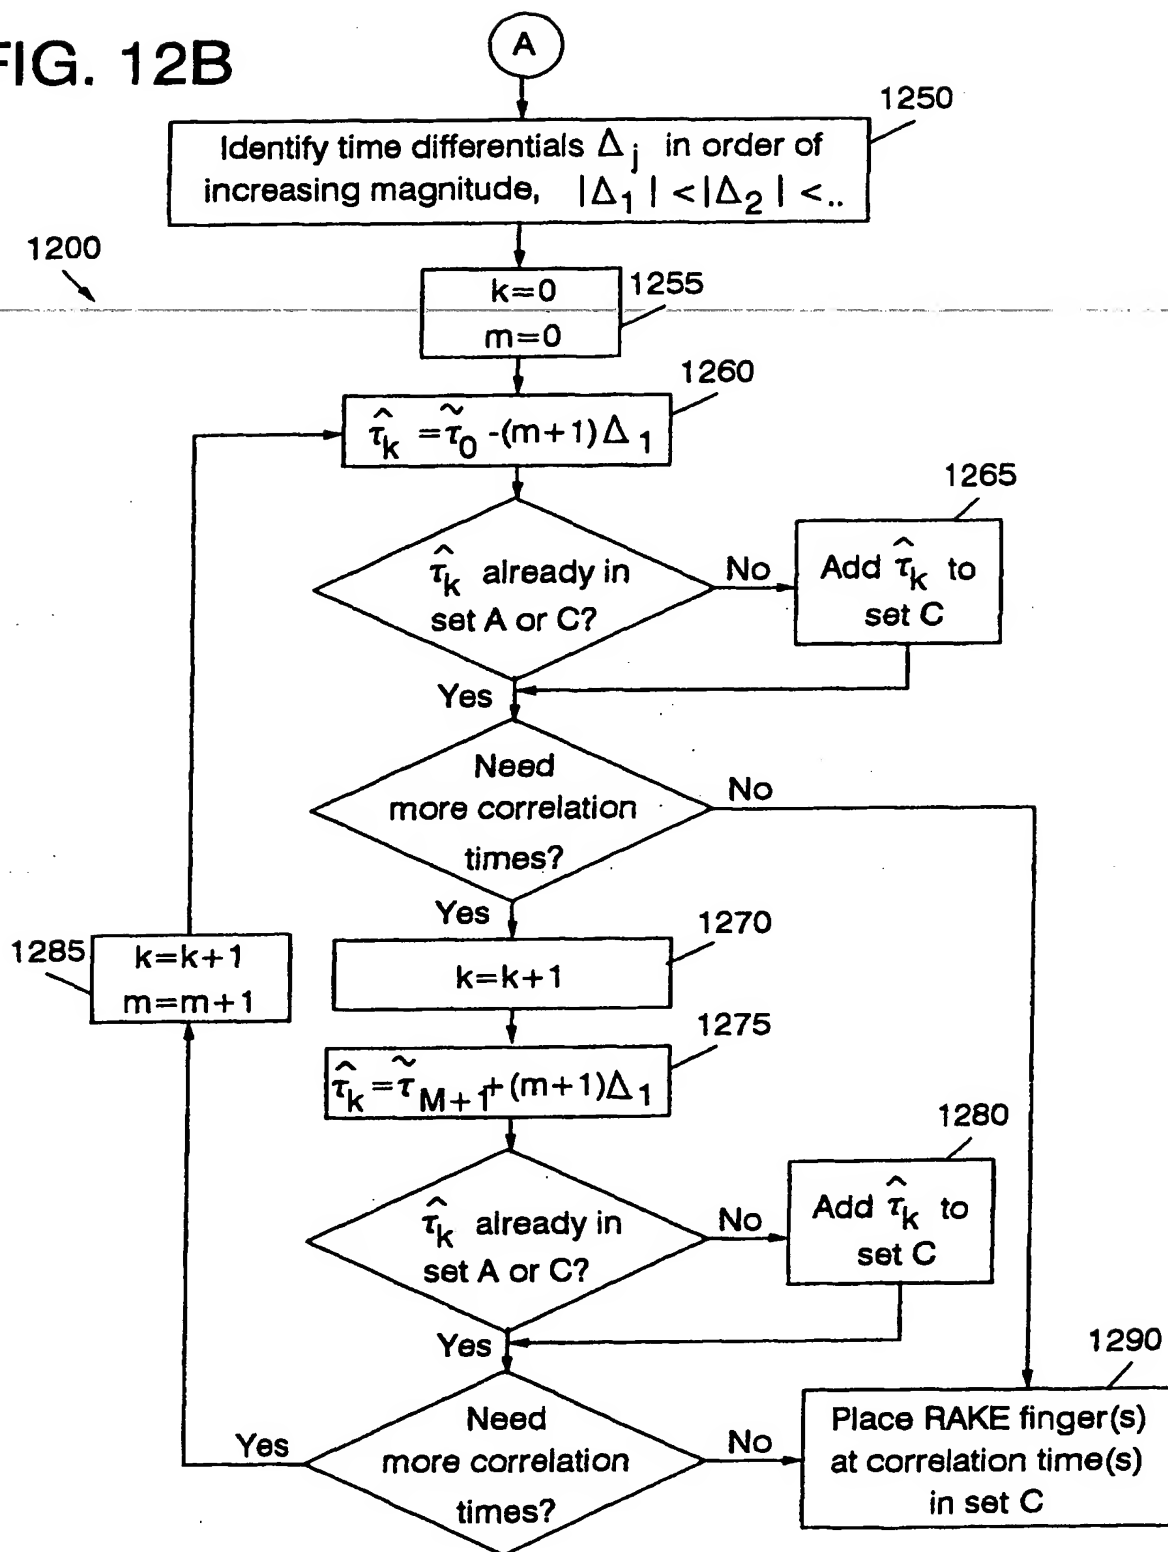 FIG. 12B
A
1250
Identify time differentials Δj in order of
increasing magnitude, |Δ1| < |Δ2| <..
1200
k=0
m=0
1255
1260
τ̂k = τ̃0 -(m+1)Δ1
1265
τ̂k already in
set A or C?
No
Add τ̂k to
set C
Yes
Need
more correlation
times?
No
Yes
1270
k=k+1
1285
k=k+1
m=m+1
1275
τ̂k = τ̃M+1 +(m+1)Δ1
1280
τ̂k already in
set A or C?
No
Add τ̂k to
set C
Yes
1290
Need
more correlation
times?
Yes
No
Place RAKE finger(s)
at correlation time(s)
in set C